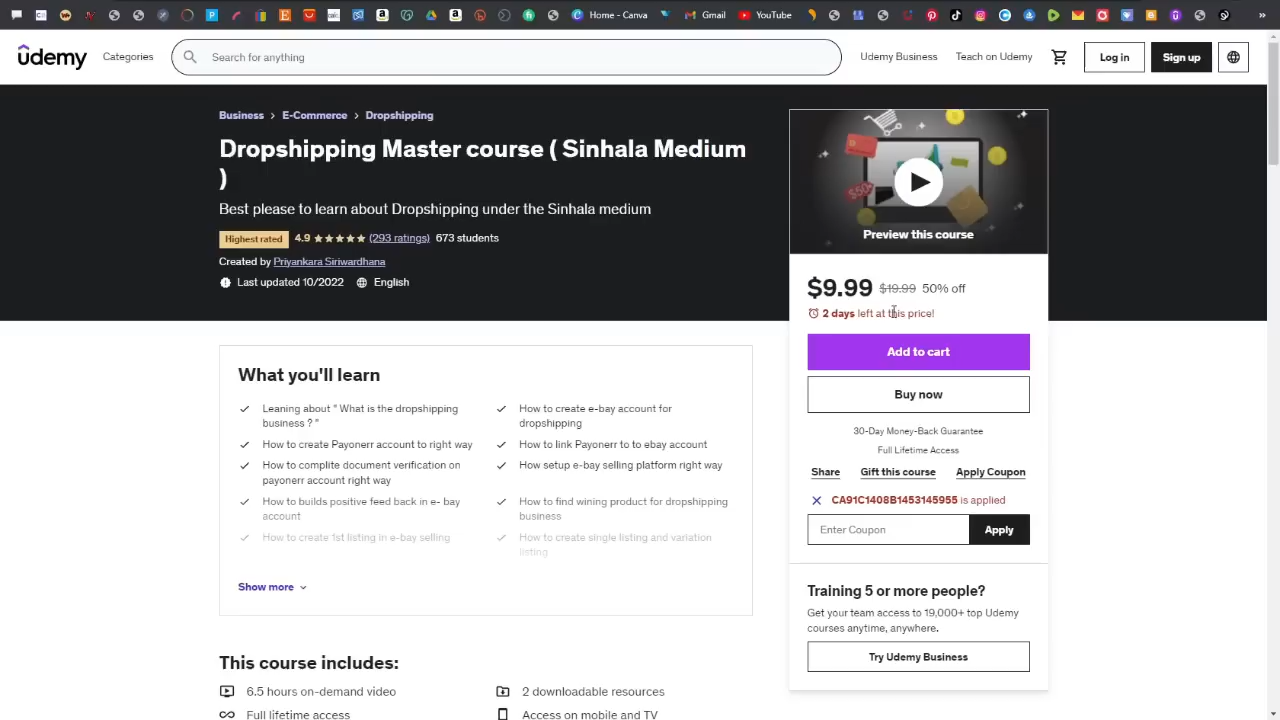 Home - Canva
Gmail
YouTube
»
ûdemy
Categories
Search for anything
Udemy Business
Teach on Udemy
Log in
Sign up
Business > E-Commerce > Dropshipping
Dropshipping Master course ( Sinhala Medium
)
Best please to learn about Dropshipping under the Sinhala medium
Highest rated 4.9 (293 ratings) 673 students
Created by Priyankara Siriwardhana
Last updated 10/2022 English
Preview this course
$9.99 $19.99 50% off
2 days left at this price!
Add to cart
Buy now
30-Day Money-Back Guarantee
Full Lifetime Access
Share Gift this course Apply Coupon
CA91C1408B1453145955 is applied
Enter Coupon Apply
Training 5 or more people?
Get your team access to 19,000+ top Udemy
courses anytime, anywhere.
Try Udemy Business
What you'll learn
Leaning about " What is the dropshipping
business ? "
How to create Payonerr account to right way
How to complite document verification on
payonerr account right way
How to builds positive feed back in e- bay
account
How to create 1st listing in e-bay selling
How to create e-bay account for
dropshipping
How to link Payonerr to to ebay account
How setup e-bay selling platform right way
How to find wining product for dropshipping
business
How to create single listing and variation
listing
Show more
This course includes:
6.5 hours on-demand video
2 downloadable resources
Full lifetime access
Access on mobile and TV